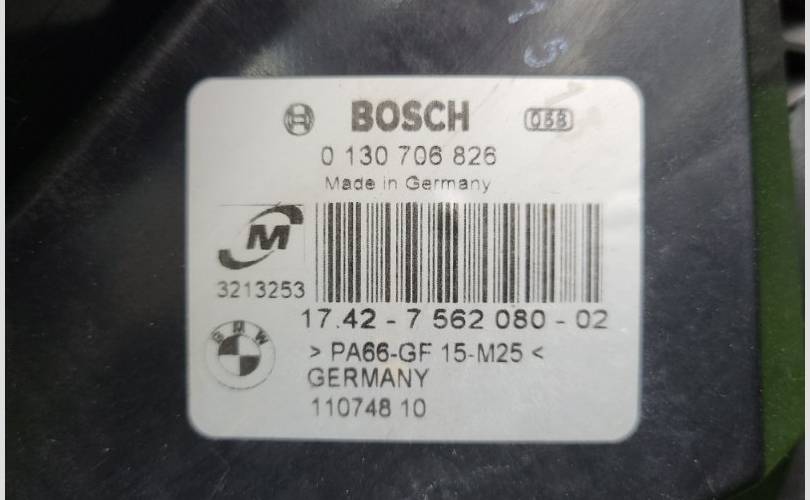 BOSCH
0 130 706 826
Made in Germany
M
3213253
17.42 - 7 562 080 - 02
BMW
> PA66-GF 15-M25 <
GERMANY
110748 10